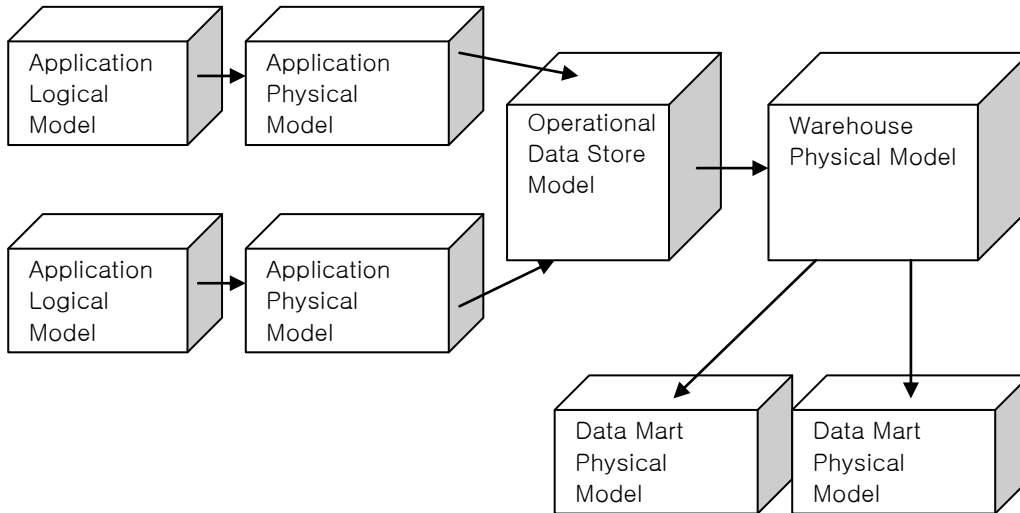 Application
Logical
Model
Application
Physical
Model
Operational
Data Store
Model
Warehouse
Physical Model
Application
Logical
Model
Application
Physical
Model
Data Mart
Physical
Model
Data Mart
Physical
Model